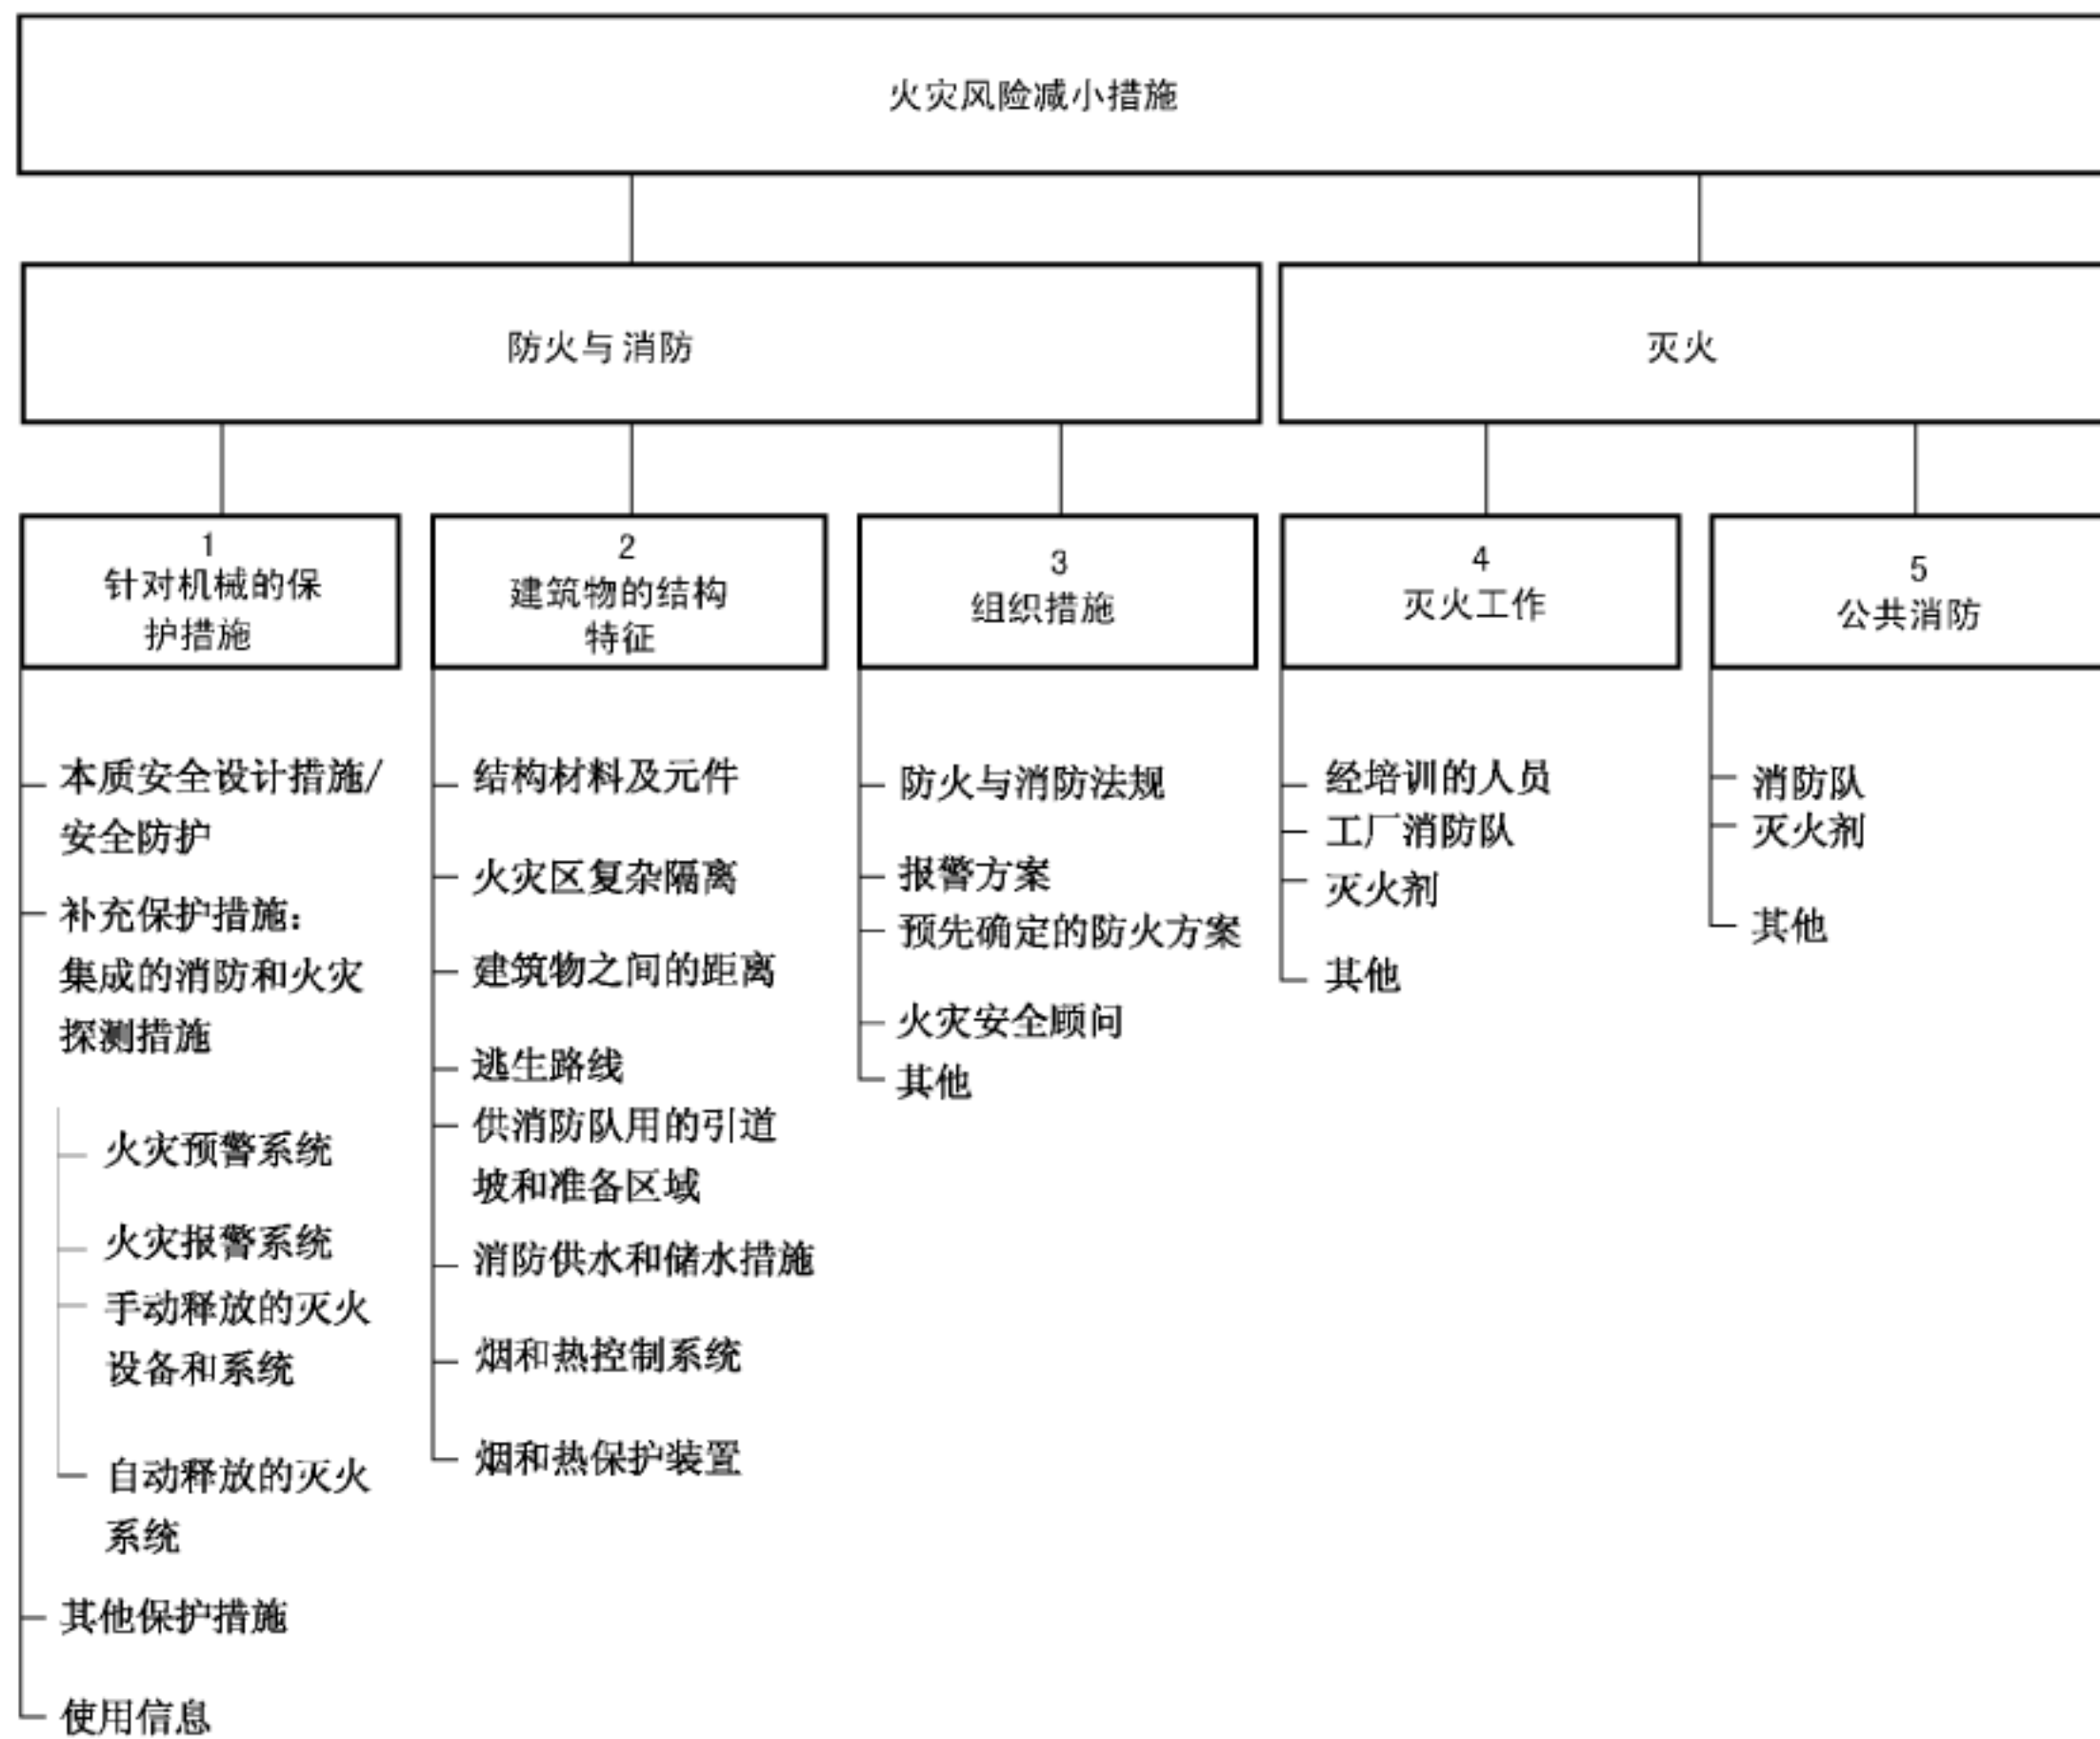 火灾风险减小措施
防火与消防
灭火
1
针对机械的保
护措施
2
建筑物的结构
特征
3
组织措施
4
灭火工作
5
公共消防
本质安全设计措施/
安全防护
补充保护措施：
集成的消防和火灾
探测措施
火灾预警系统
火灾报警系统
手动释放的灭火
设备和系统
自动释放的灭火
系统
其他保护措施
使用信息
结构材料及元件
火灾区复杂隔离
建筑物之间的距离
逃生路线
供消防队用的引道
坡和准备区域
消防供水和储水措施
烟和热控制系统
烟和热保护装置
防火与消防法规
报警方案
预先确定的防火方案
火灾安全顾问
其他
经培训的人员
工厂消防队
灭火剂
其他
消防队
灭火剂
其他